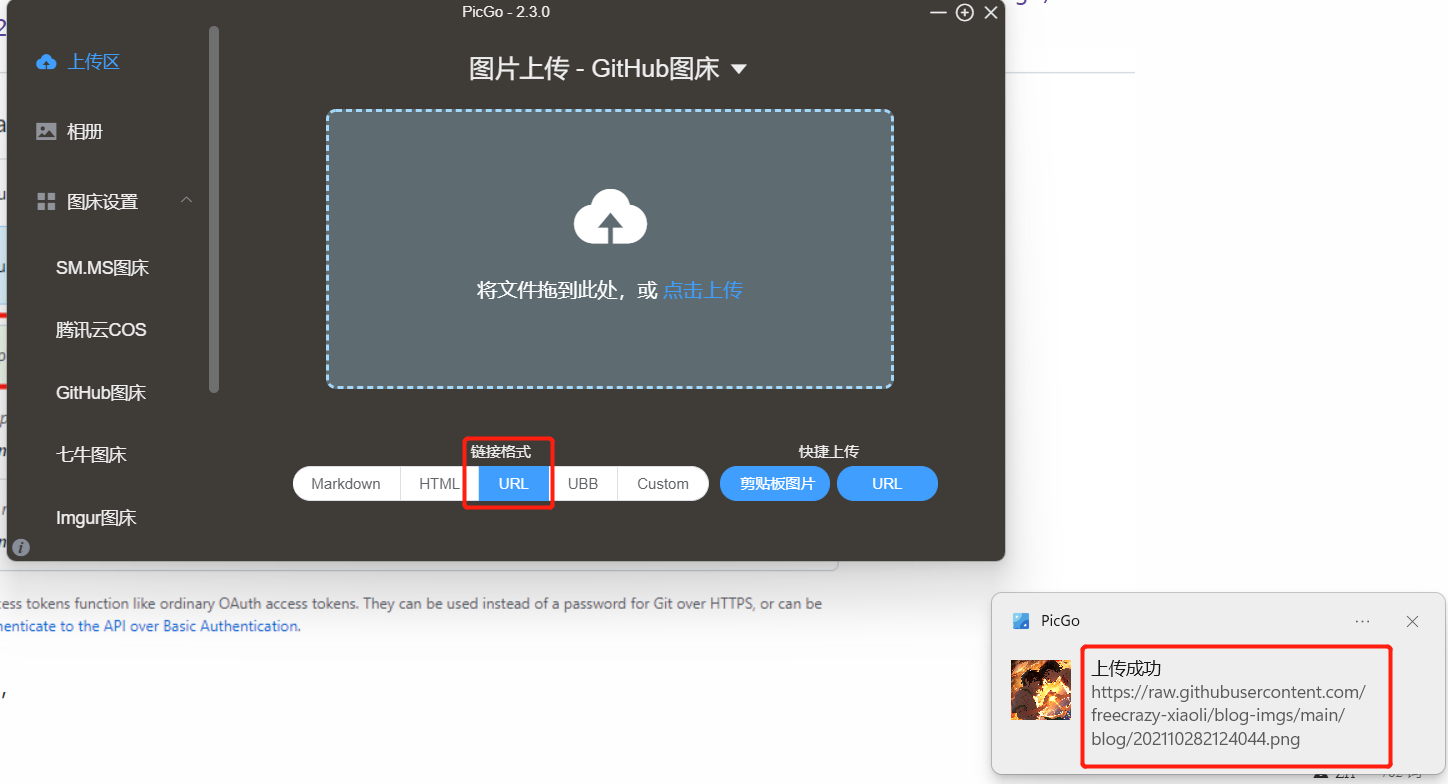 PicGo - 2.3.0
上传区
相册
图床设置
SM.MS图床
腾讯云COS
GitHub图床
七牛图床
Imgur图床
图片上传 - GitHub图床
将文件拖到此处，或 点击上传
链接格式
快捷上传
Markdown
HTML
URL
UBB
Custom
剪贴板图片
URL
tokens function like ordinary OAuth access tokens. They can be used instead of a password for Git over HTTPS, or can be
to the API over Basic Authentication.
PicGo
上传成功
https://raw.githubusercontent.com/
freecrazy-xiaoli/blog-imgs/main/
blog/202110282124044.png